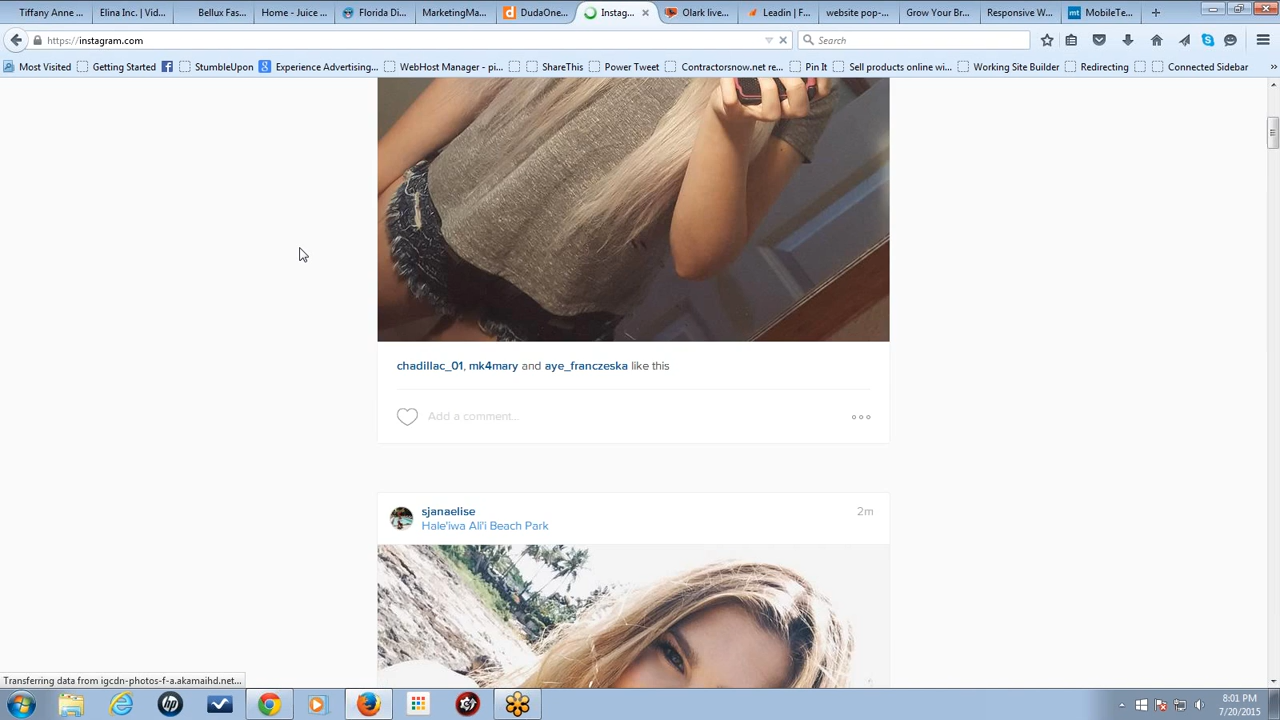 Tiffany Anne ... Elina Inc. | Vid... Bellux Fas... Home - Juice ... Florida Di... MarketingMa... DudaOne... Instag... Olark live... Leadin | F... website pop-... Grow Your Br... Responsive W... MobileTe...
https://instagram.com Search
Most Visited Getting Started StumbleUpon Experience Advertising... WebHost Manager - pi... ShareThis Power Tweet Contractorsnow.net re... Pin It Sell products online wi... Working Site Builder Redirecting Connected Sidebar
chadillac_01, mk4mary and aye_franczeska like this
Add a comment...
sjanaelise 2m
Hale'iwa Ali'i Beach Park
Transferring data from igcdn-photos-f-a.akamaihd.net...
8:01 PM
7/20/2015